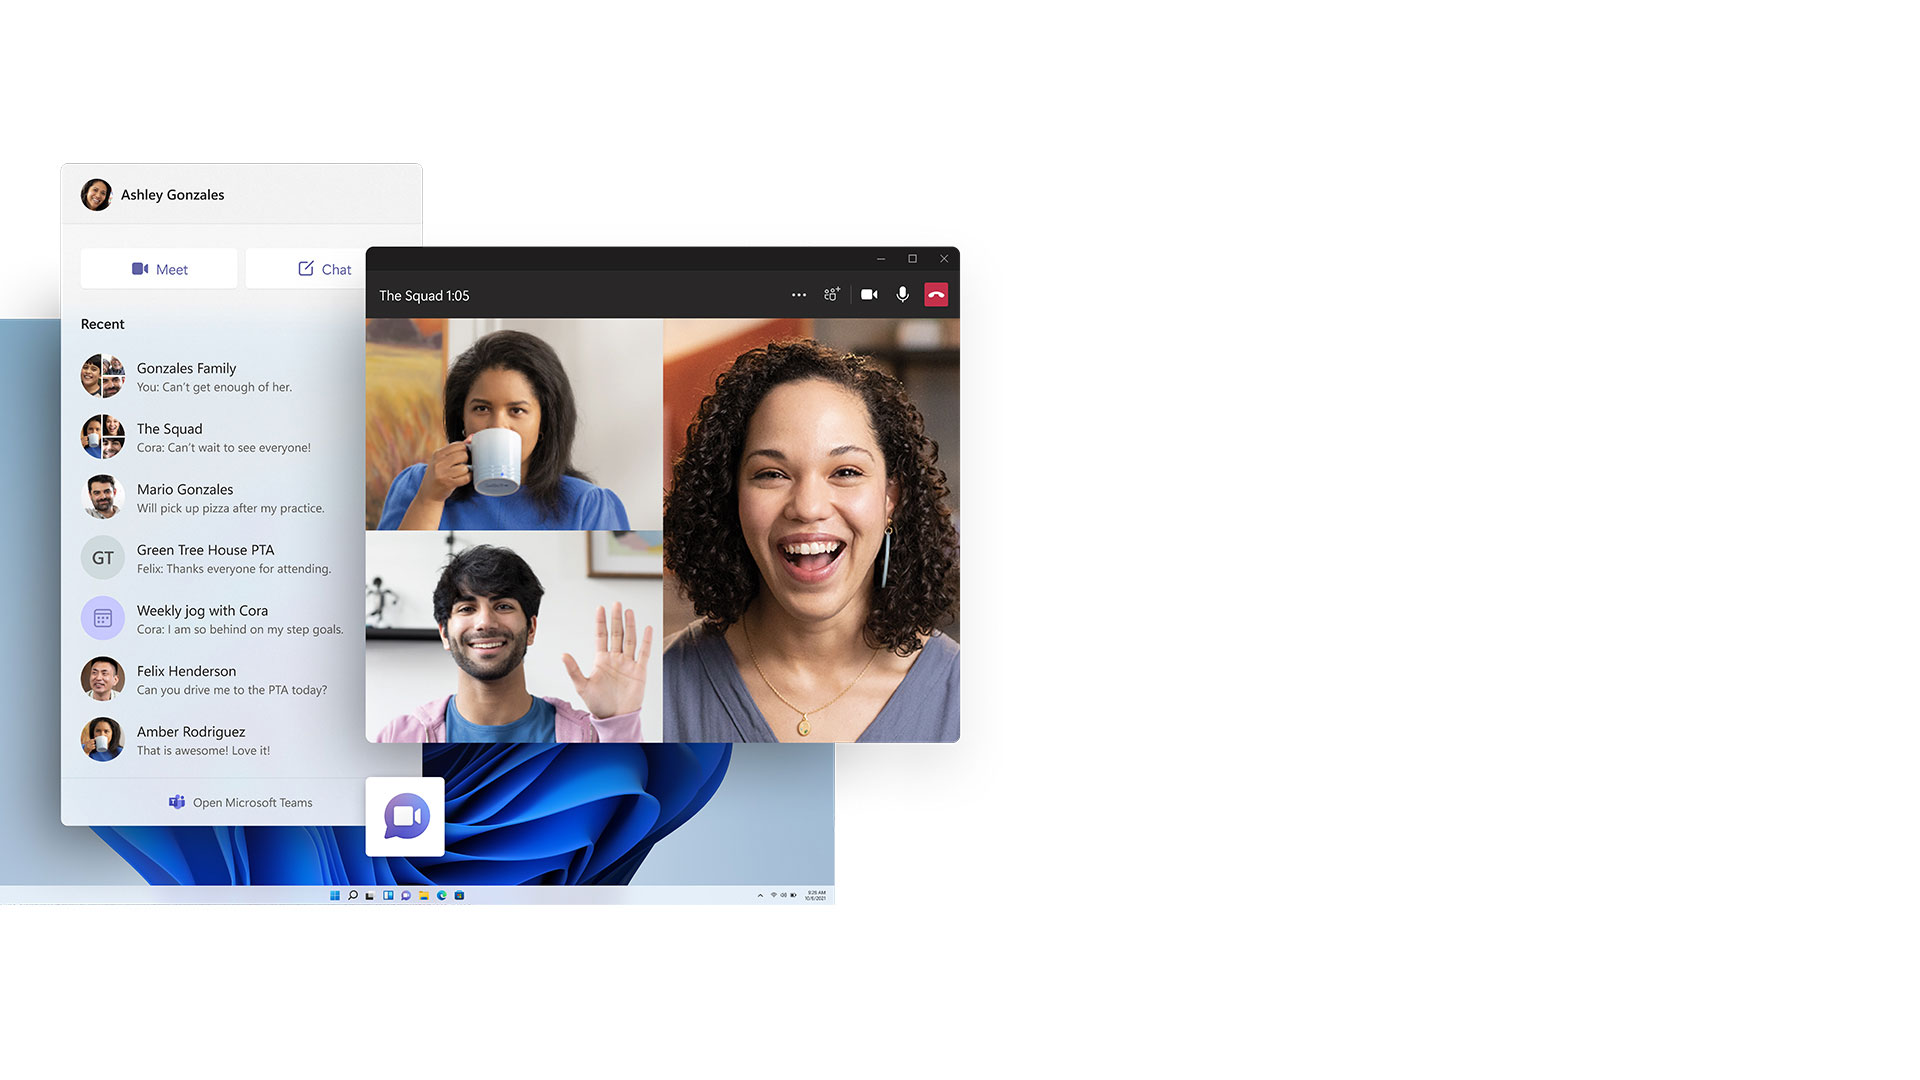 Ashley Gonzales
Meet
Chat
Recent
Gonzales Family
You: Can't get enough of her.
The Squad
Cora: Can't wait to see everyone!
Mario Gonzales
Will pick up pizza after my practice.
GT
Green Tree House PTA
Felix: Thanks everyone for attending.
Weekly jog with Cora
Cora: I am so behind on my step goals.
Felix Henderson
Can you drive me to the PTA today?
Amber Rodriguez
That is awesome! Love it!
Open Microsoft Teams
The Squad 1:05